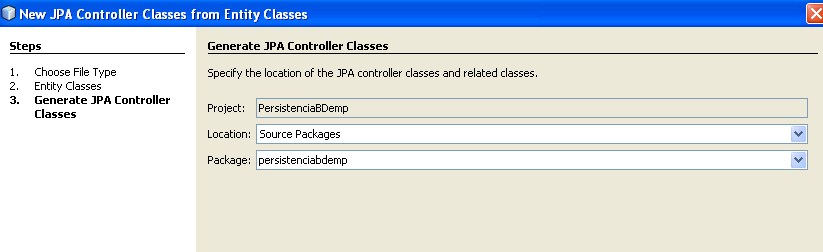 New JPA Controller Classes from Entity Classes
Steps
1. Choose File Type
2. Entity Classes
3. Generate JPA Controller
Classes
Generate JPA Controller Classes
Specify the location of the JPA controller classes and related classes.
Project: PersistenciaBDemp
Location: Source Packages
Package: persistenciabdemp